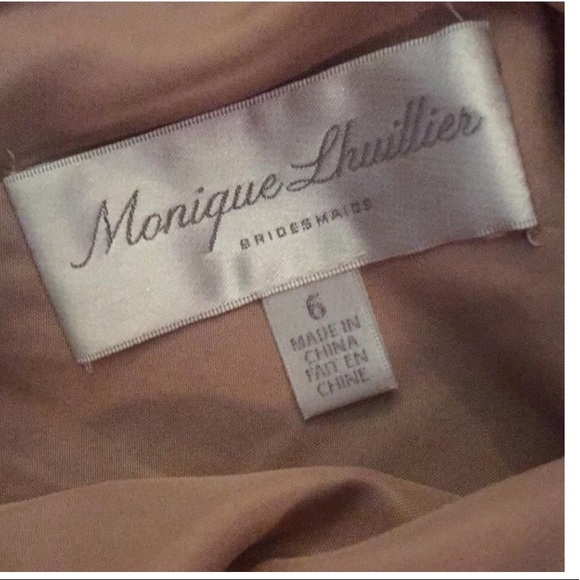 Monique Lhuillier
BRIDESMAIDS
6
MADE IN
CHINA
FAIT EN
CHINE